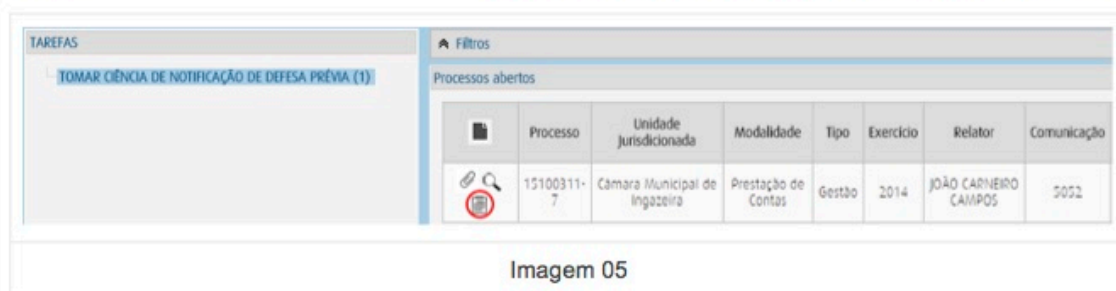 TAREFAS
TOMAR CIÊNCIA DE NOTIFICAÇÃO DE DEFESA PRÉVIA (1)
Filtros
Processos abertos
Processo
Unidade
Jurisdicionada
Modalidade
Tipo
Exercício
Relator
Comunicação
15100311-
7
Câmara Municipal de
Ingazeira
Prestação de
Contas
Gestão
2014
JOÃO CARNEIRO
CAMPOS
5052
Imagem 05